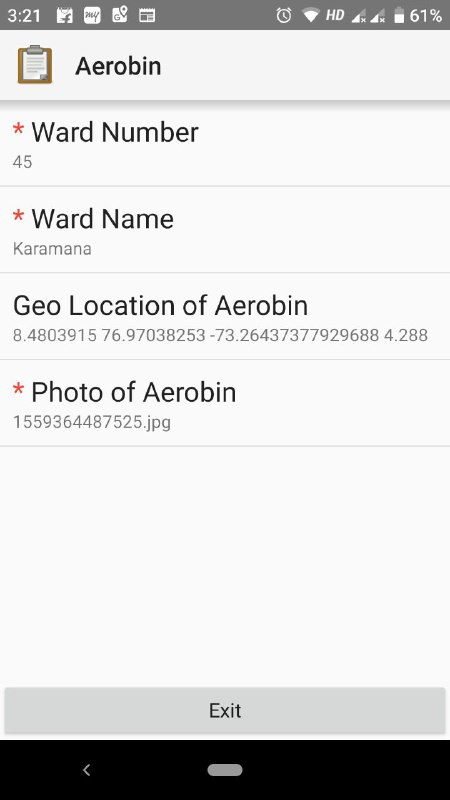 3:21 HD 61%
Aerobin
* Ward Number
45
* Ward Name
Karamana
Geo Location of Aerobin
8.4803915 76.97038253 -73.26437377929688 4.288
* Photo of Aerobin
1559364487525.jpg
Exit